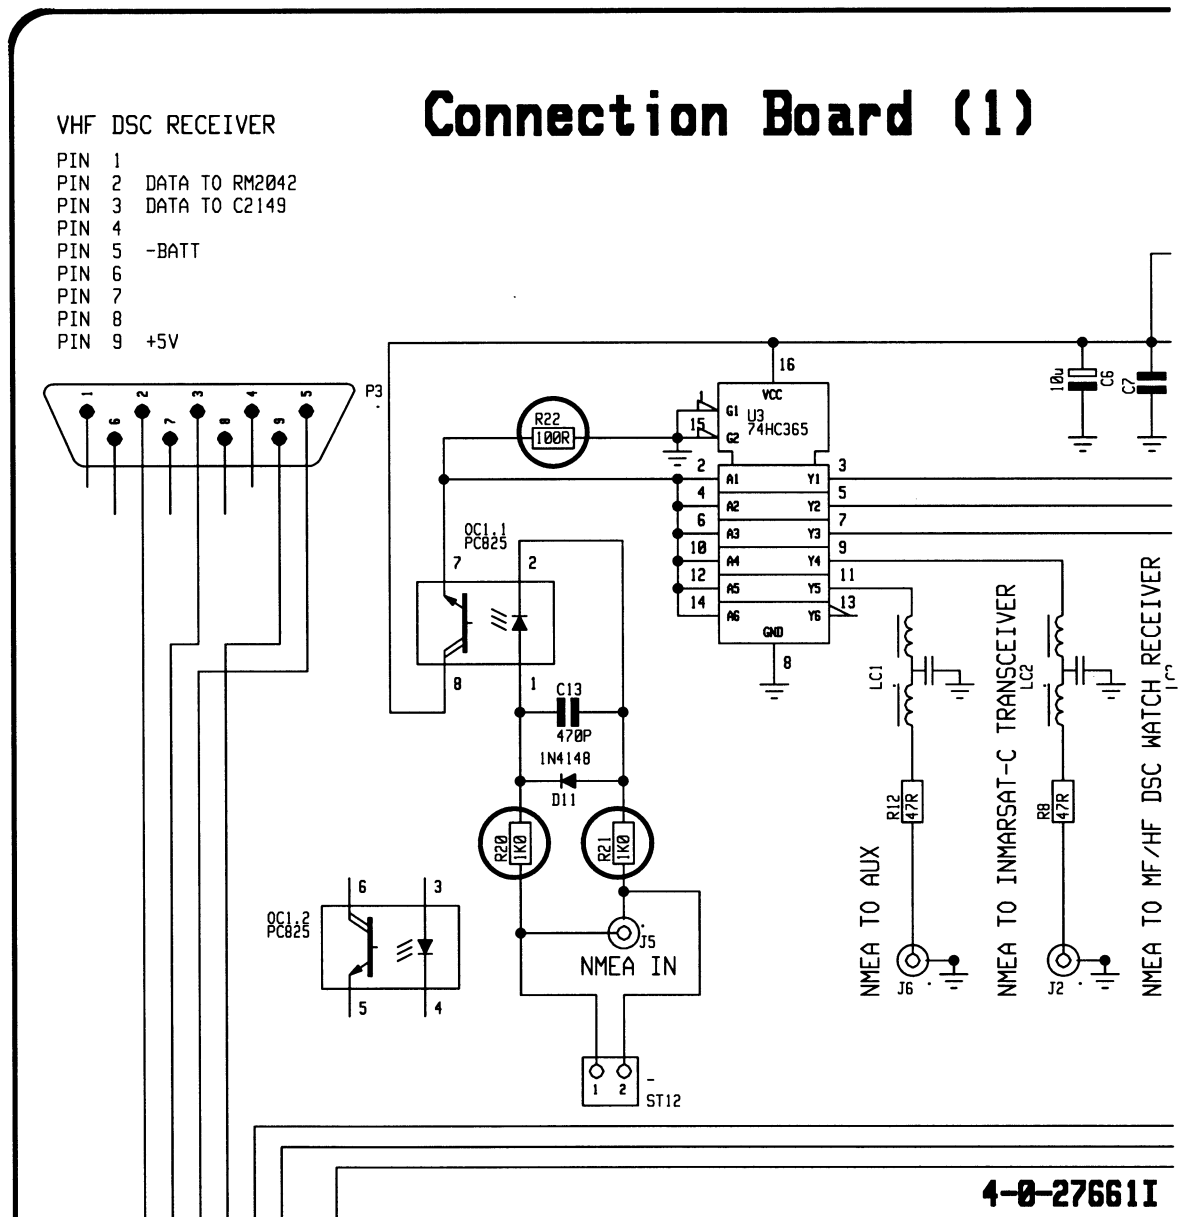 Connection Board (1)
VHF DSC RECEIVER
PIN 1
PIN 2 DATA TO RM2042
PIN 3 DATA TO C2149
PIN 4
PIN 5 -BATT
PIN 6
PIN 7
PIN 8
PIN 9 +5V
P3
1 2 3 4 5
6 7 8 9
16
VCC
10u C6 C7
R22
100R
1
G1
U3
74HC365
15
G2
2 A1 Y1 3
4 A2 Y2 5
6 A3 Y3 7
10 A4 Y4 9
12 A5 Y5 11
14 A6 Y6 13
GND
8
OC1.1
PC825
7 2
8 1
C13
470P
1N4148
D11
R20 1K0
R21 1K0
LC1
LC2
R12 47R
R8 47R
NMEA TO AUX
NMEA TO INMARSAT-C TRANSCEIVER
NMEA TO MF/HF DSC WATCH RECEIVER
OC1.2
PC825
6 3
5 4
J5
NMEA IN
J6
J2
1 2
-
ST12
4-0-27661I